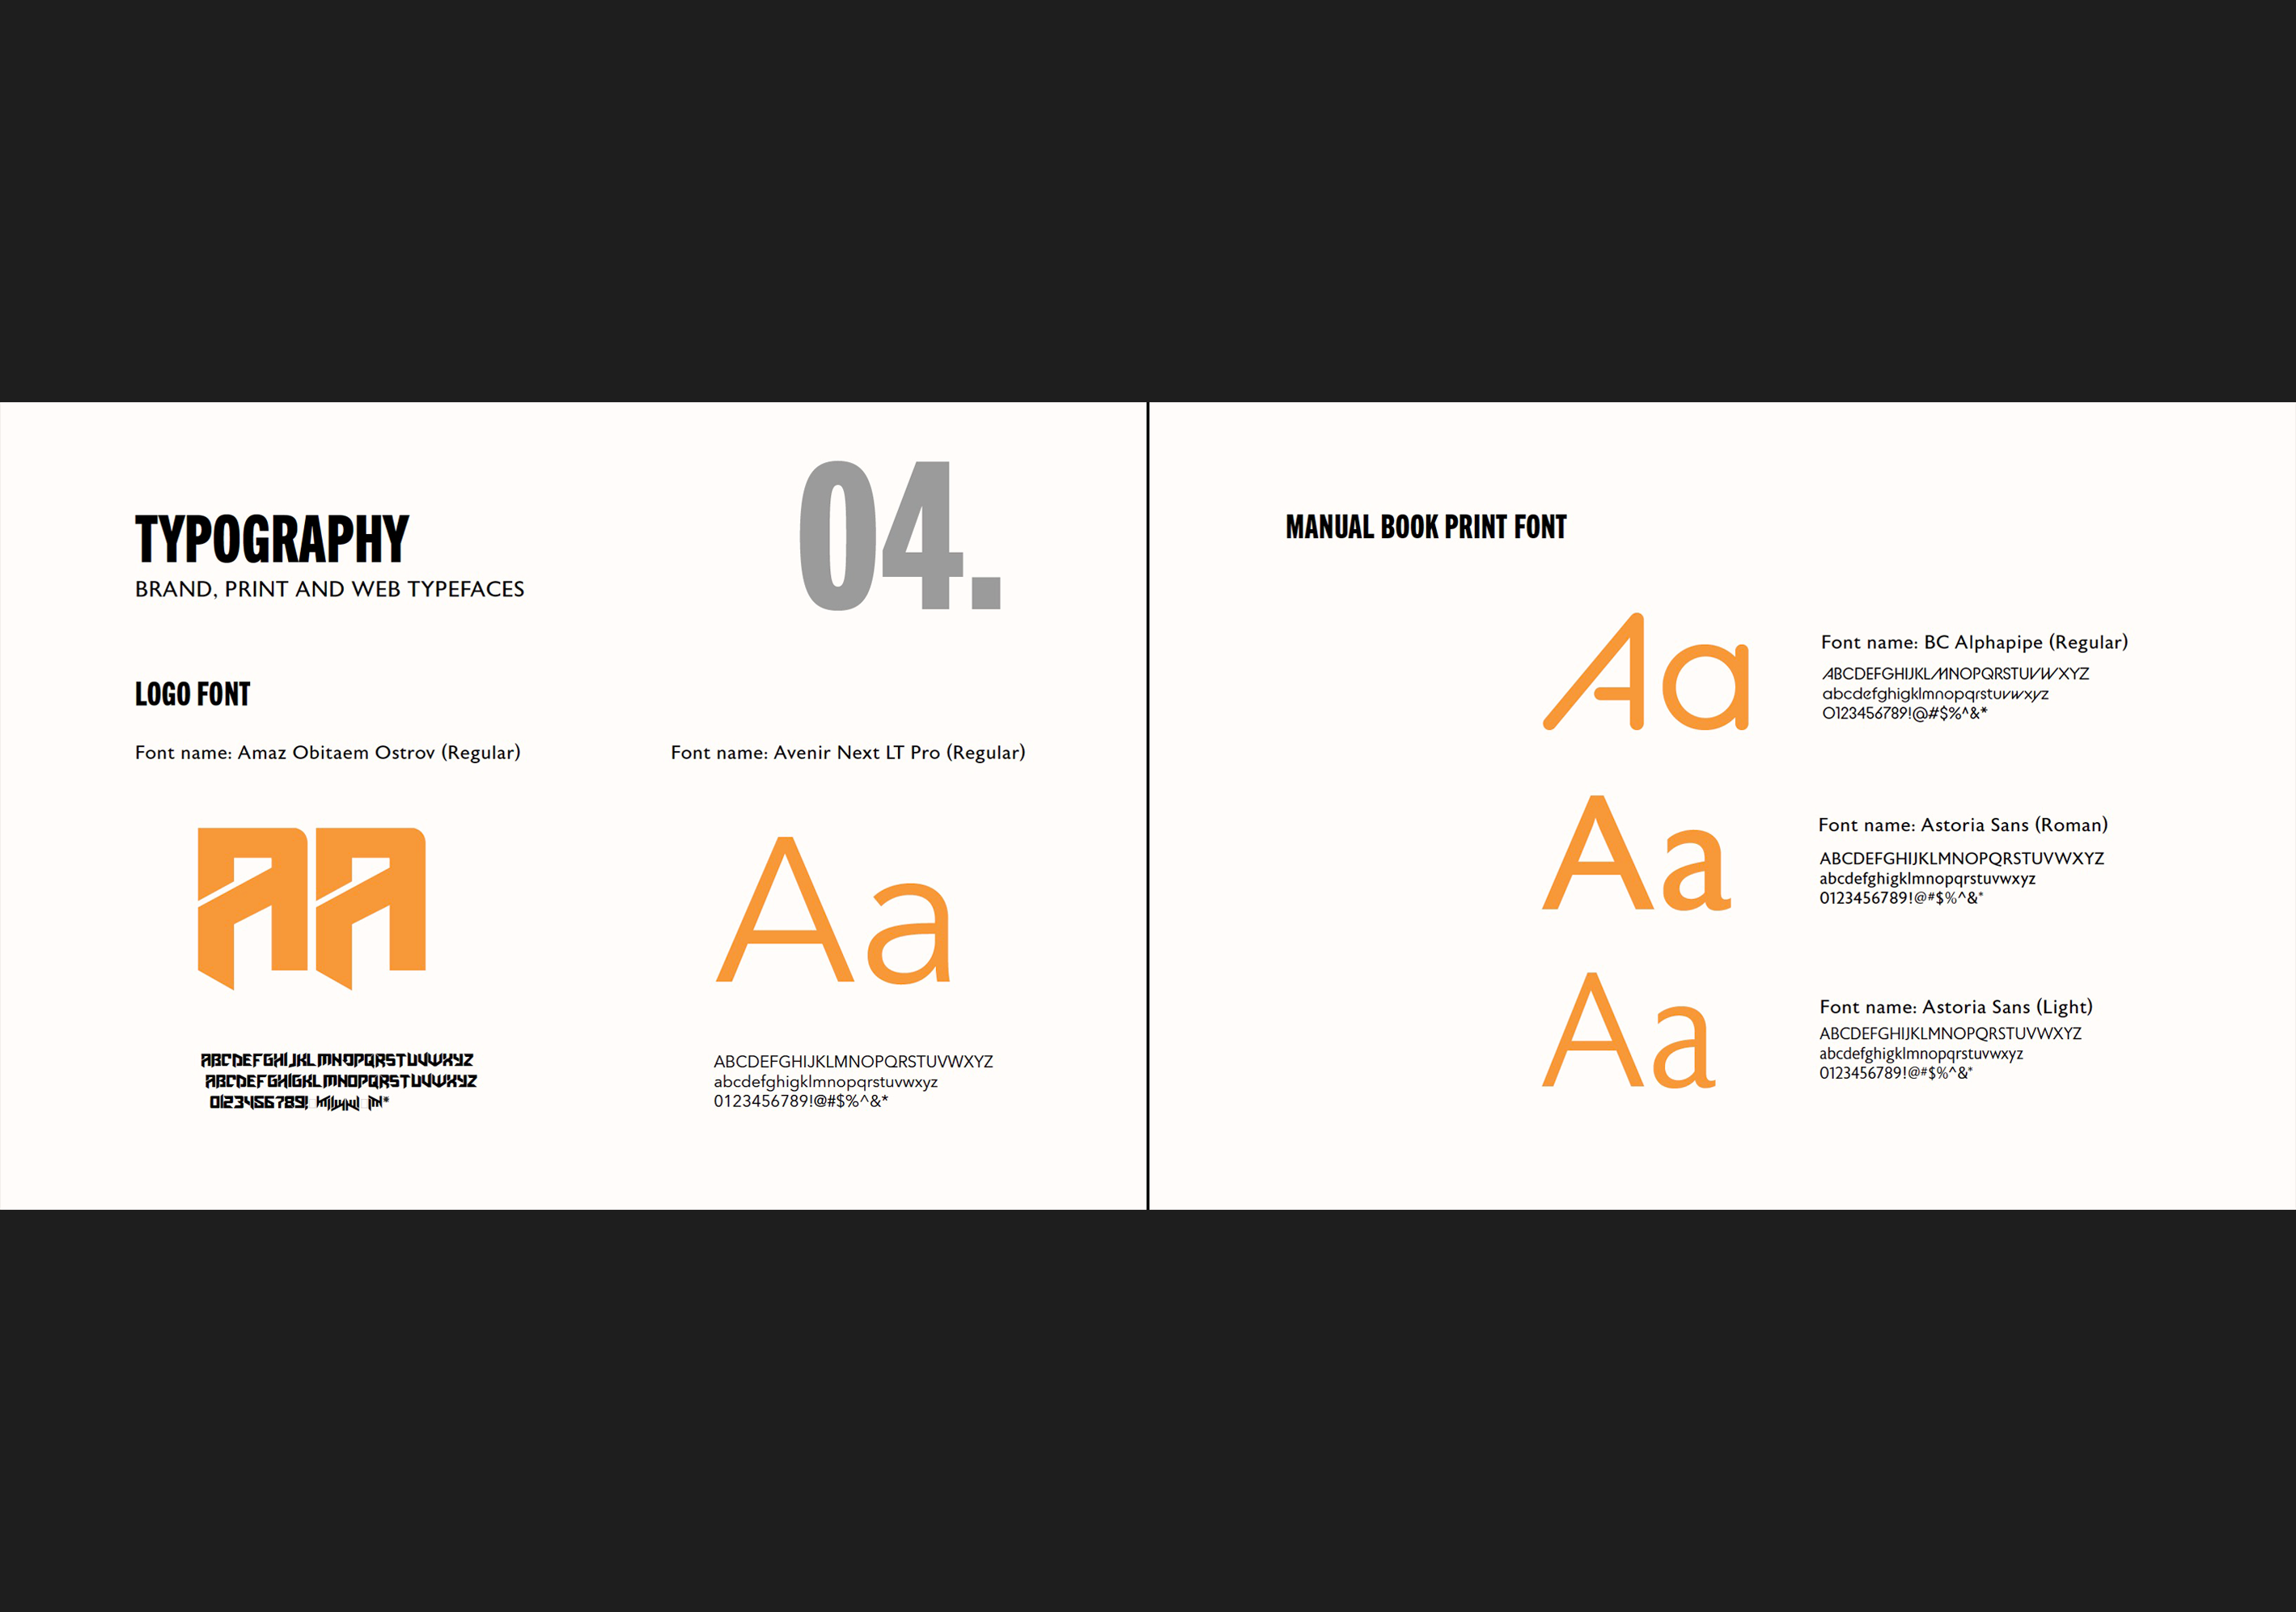 TYPOGRAPHY
BRAND, PRINT AND WEB TYPEFACES
04.
LOGO FONT
Font name: Amaz Obitaem Ostrov (Regular)
AA
ABCDEFGHIJKLMNOPQRSTUVWXYZ
ABCDEFGHIGKLMNOPQRSTUVWXYZ
0123456789!
Font name: Avenir Next LT Pro (Regular)
Aa
ABCDEFGHIJKLMNOPQRSTUVWXYZ
abcdefghigklmnopqrstuvwxyz
0123456789!@#$%^&*
MANUAL BOOK PRINT FONT
Aa
Font name: BC Alphapipe (Regular)
ABCDEFGHIJKLMNOPQRSTUVWXYZ
abcdefghigklmnopqrstuvwxyz
0123456789!@#$%^&*
Aa
Font name: Astoria Sans (Roman)
ABCDEFGHIJKLMNOPQRSTUVWXYZ
abcdefghigklmnopqrstuvwxyz
0123456789!@#$%^&*
Aa
Font name: Astoria Sans (Light)
ABCDEFGHIJKLMNOPQRSTUVWXYZ
abcdefghigklmnopqrstuvwxyz
0123456789!@#$%^&*